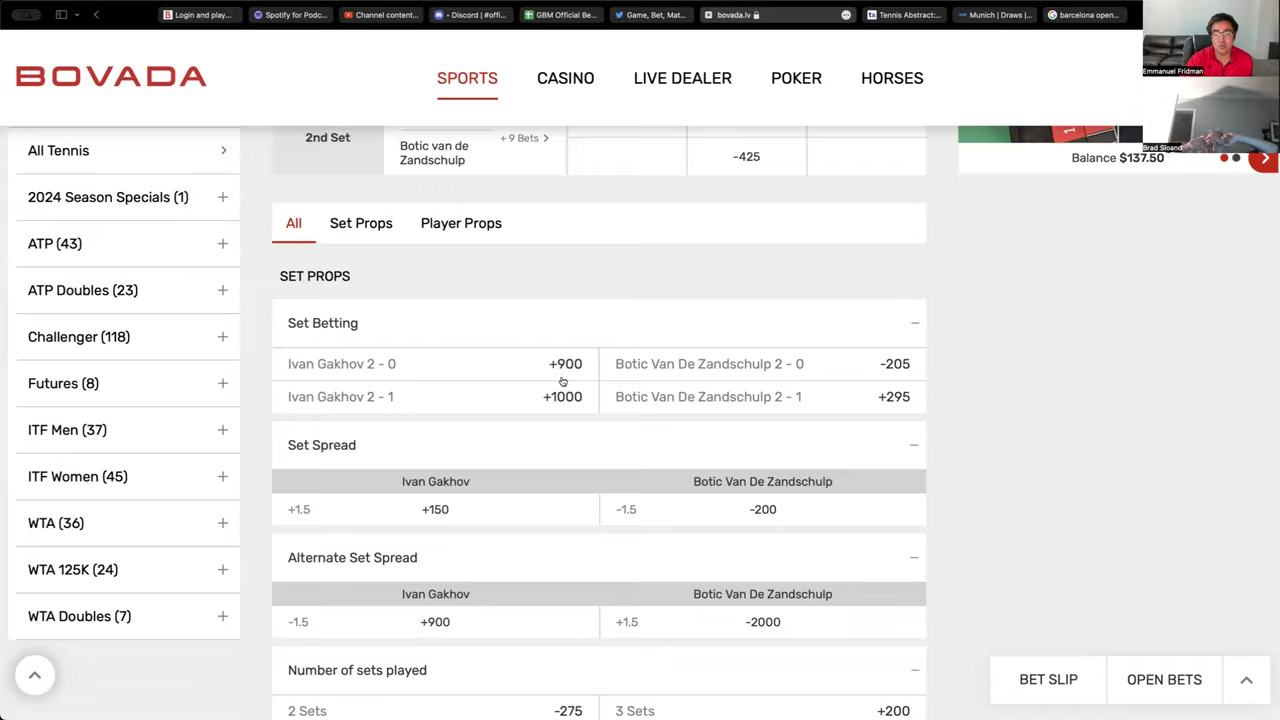 Login and play...
Spotify for Podc...
Channel content...
- Discord | #offi...
GBM Official Be...
Game, Bet, Mat...
bovada.lv
Tennis Abstract:...
Munich | Draws |...
barcelona open...
BOVADA
SPORTS
CASINO
LIVE DEALER
POKER
HORSES
Emmanuel Fridman
Brad Sloand
Balance $137.50
All Tennis
2024 Season Specials (1)
ATP (43)
ATP Doubles (23)
Challenger (118)
Futures (8)
ITF Men (37)
ITF Women (45)
WTA (36)
WTA 125K (24)
WTA Doubles (7)
2nd Set
Botic van de
Zandschulp
+ 9 Bets
-425
All
Set Props
Player Props
SET PROPS
Set Betting
Ivan Gakhov 2 - 0 +900 Botic Van De Zandschulp 2 - 0 -205
Ivan Gakhov 2 - 1 +1000 Botic Van De Zandschulp 2 - 1 +295
Set Spread
Ivan Gakhov Botic Van De Zandschulp
+1.5 +150 -1.5 -200
Alternate Set Spread
Ivan Gakhov Botic Van De Zandschulp
-1.5 +900 +1.5 -2000
Number of sets played
2 Sets -275 3 Sets +200
BET SLIP
OPEN BETS